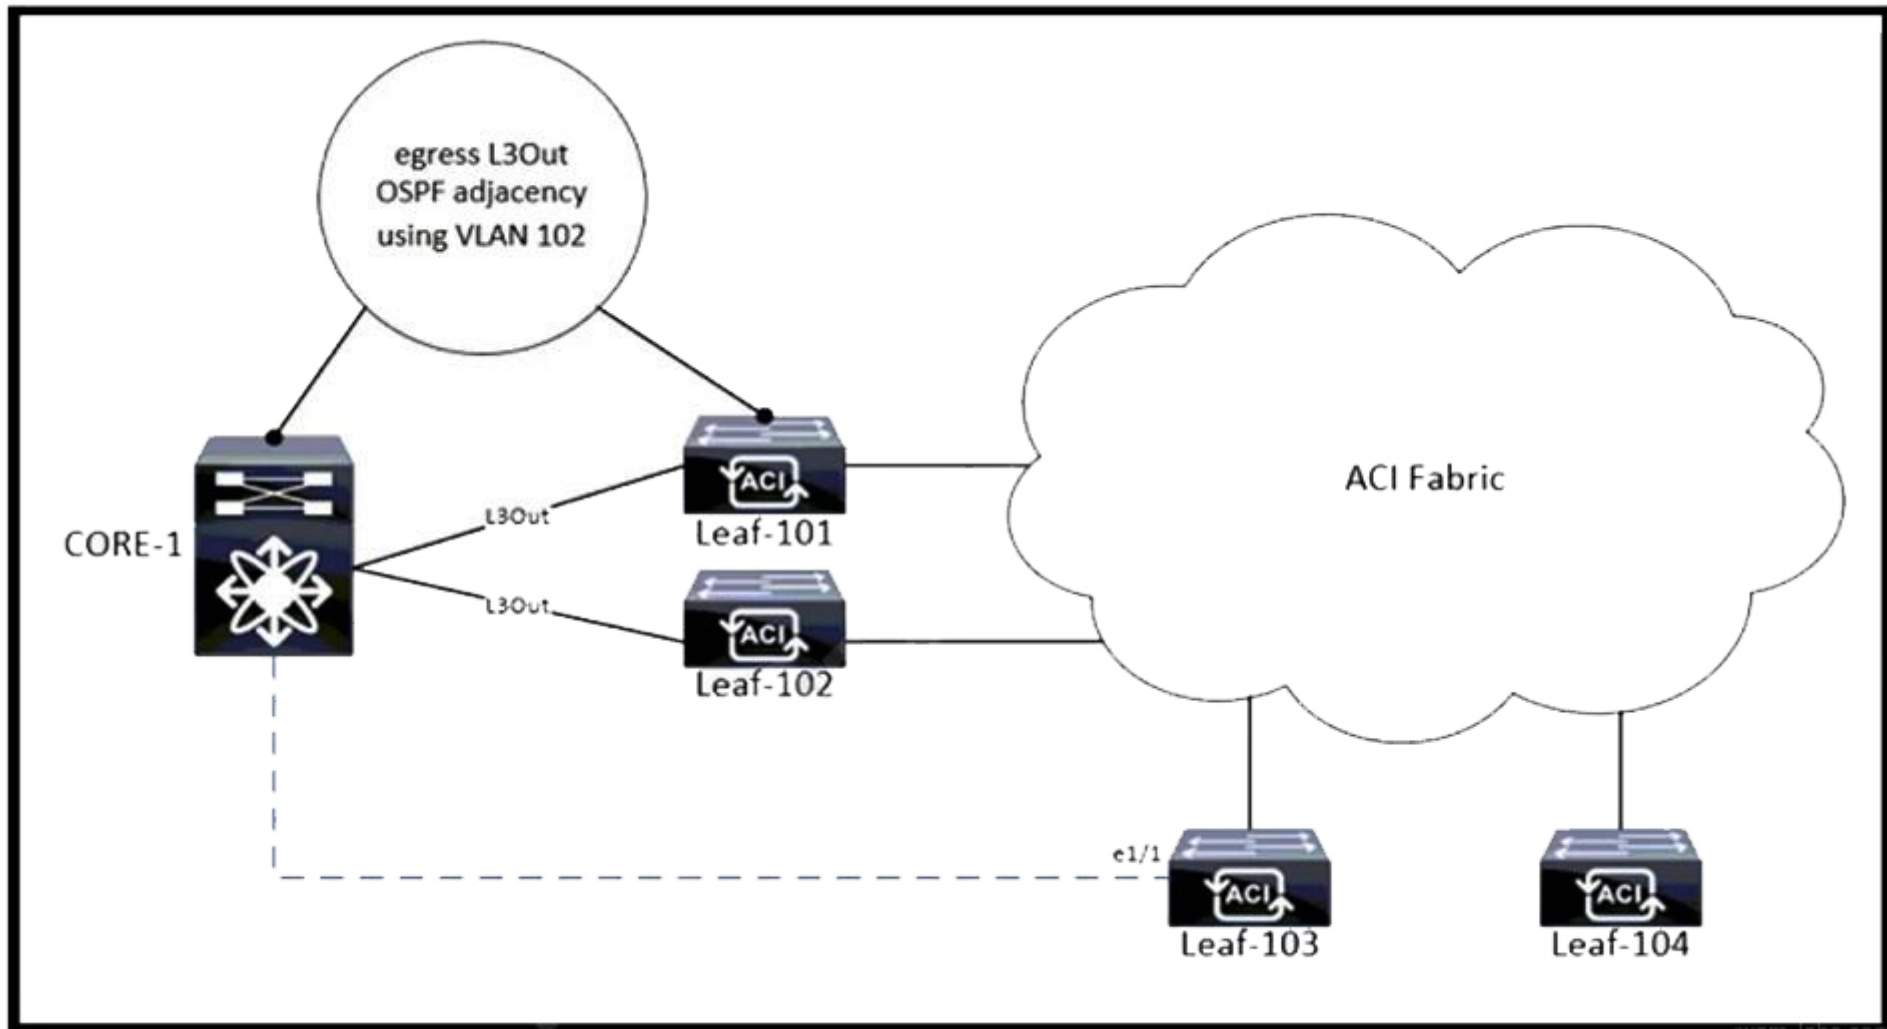 egress L3Out
OSPF adjacency
using VLAN 102
CORE-1
L3Out
L3Out
ACI
Leaf-101
ACI
Leaf-102
ACI Fabric
e1/1
ACI
Leaf-103
ACI
Leaf-104